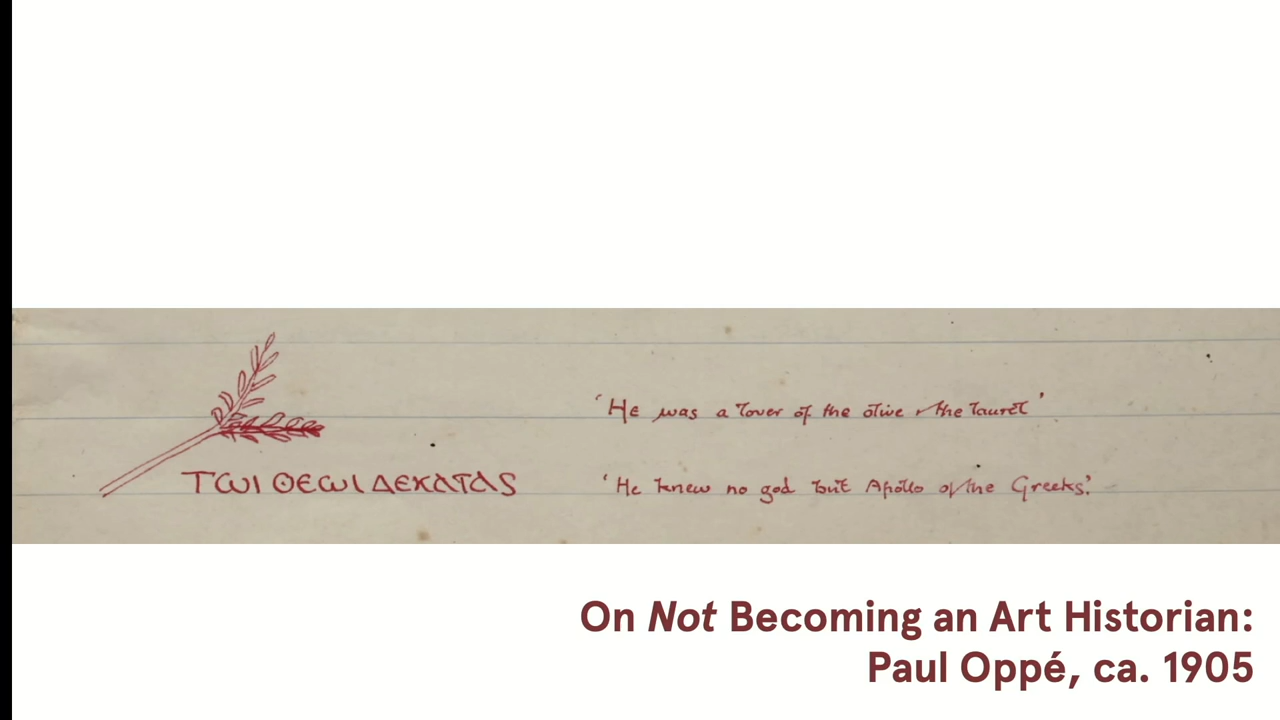 'He was a lover of the olive & the laurel'
ΤωΙ ΘΕωΙ ΔΕΚΑΤΑS
'He knew no god but Apollo of the Greeks'.
On Not Becoming an Art Historian:
Paul Oppé, ca. 1905